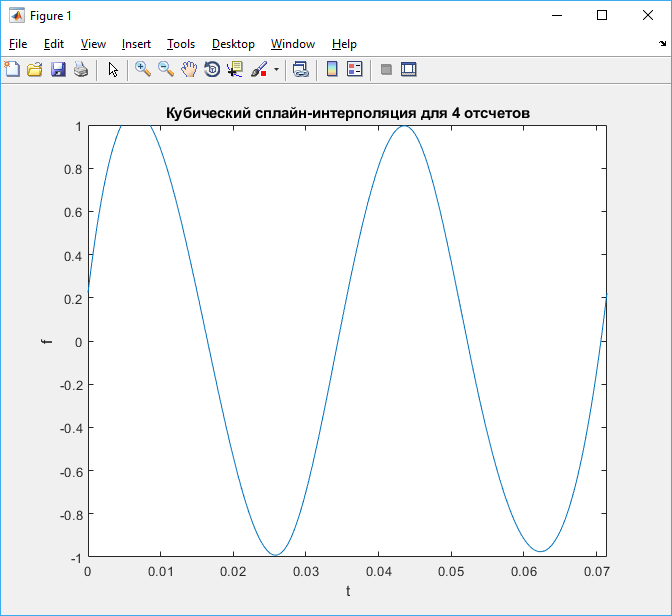 Figure 1
File Edit View Insert Tools Desktop Window Help
Кубический сплайн-интерполяция для 4 отсчетов
1
0.8
0.6
0.4
0.2
0
-0.2
-0.4
-0.6
-0.8
-1
f
0 0.01 0.02 0.03 0.04 0.05 0.06 0.07
t